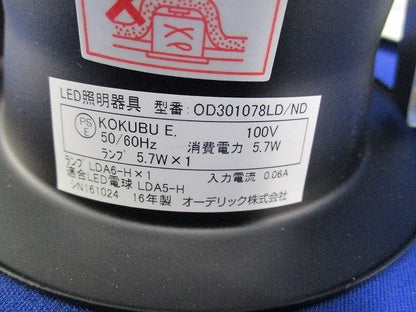 LED照明器具 型番: OD301078LD/ND
PS
E
KOKUBU E. 100V
50/60Hz 消費電力 5.7W
ランプ 5.7W×1
ランプ LDA6-H×1 入力電流 0.06A
適合LED電球 LDA5-H
S/N161024 16年製 オーデリック株式会社